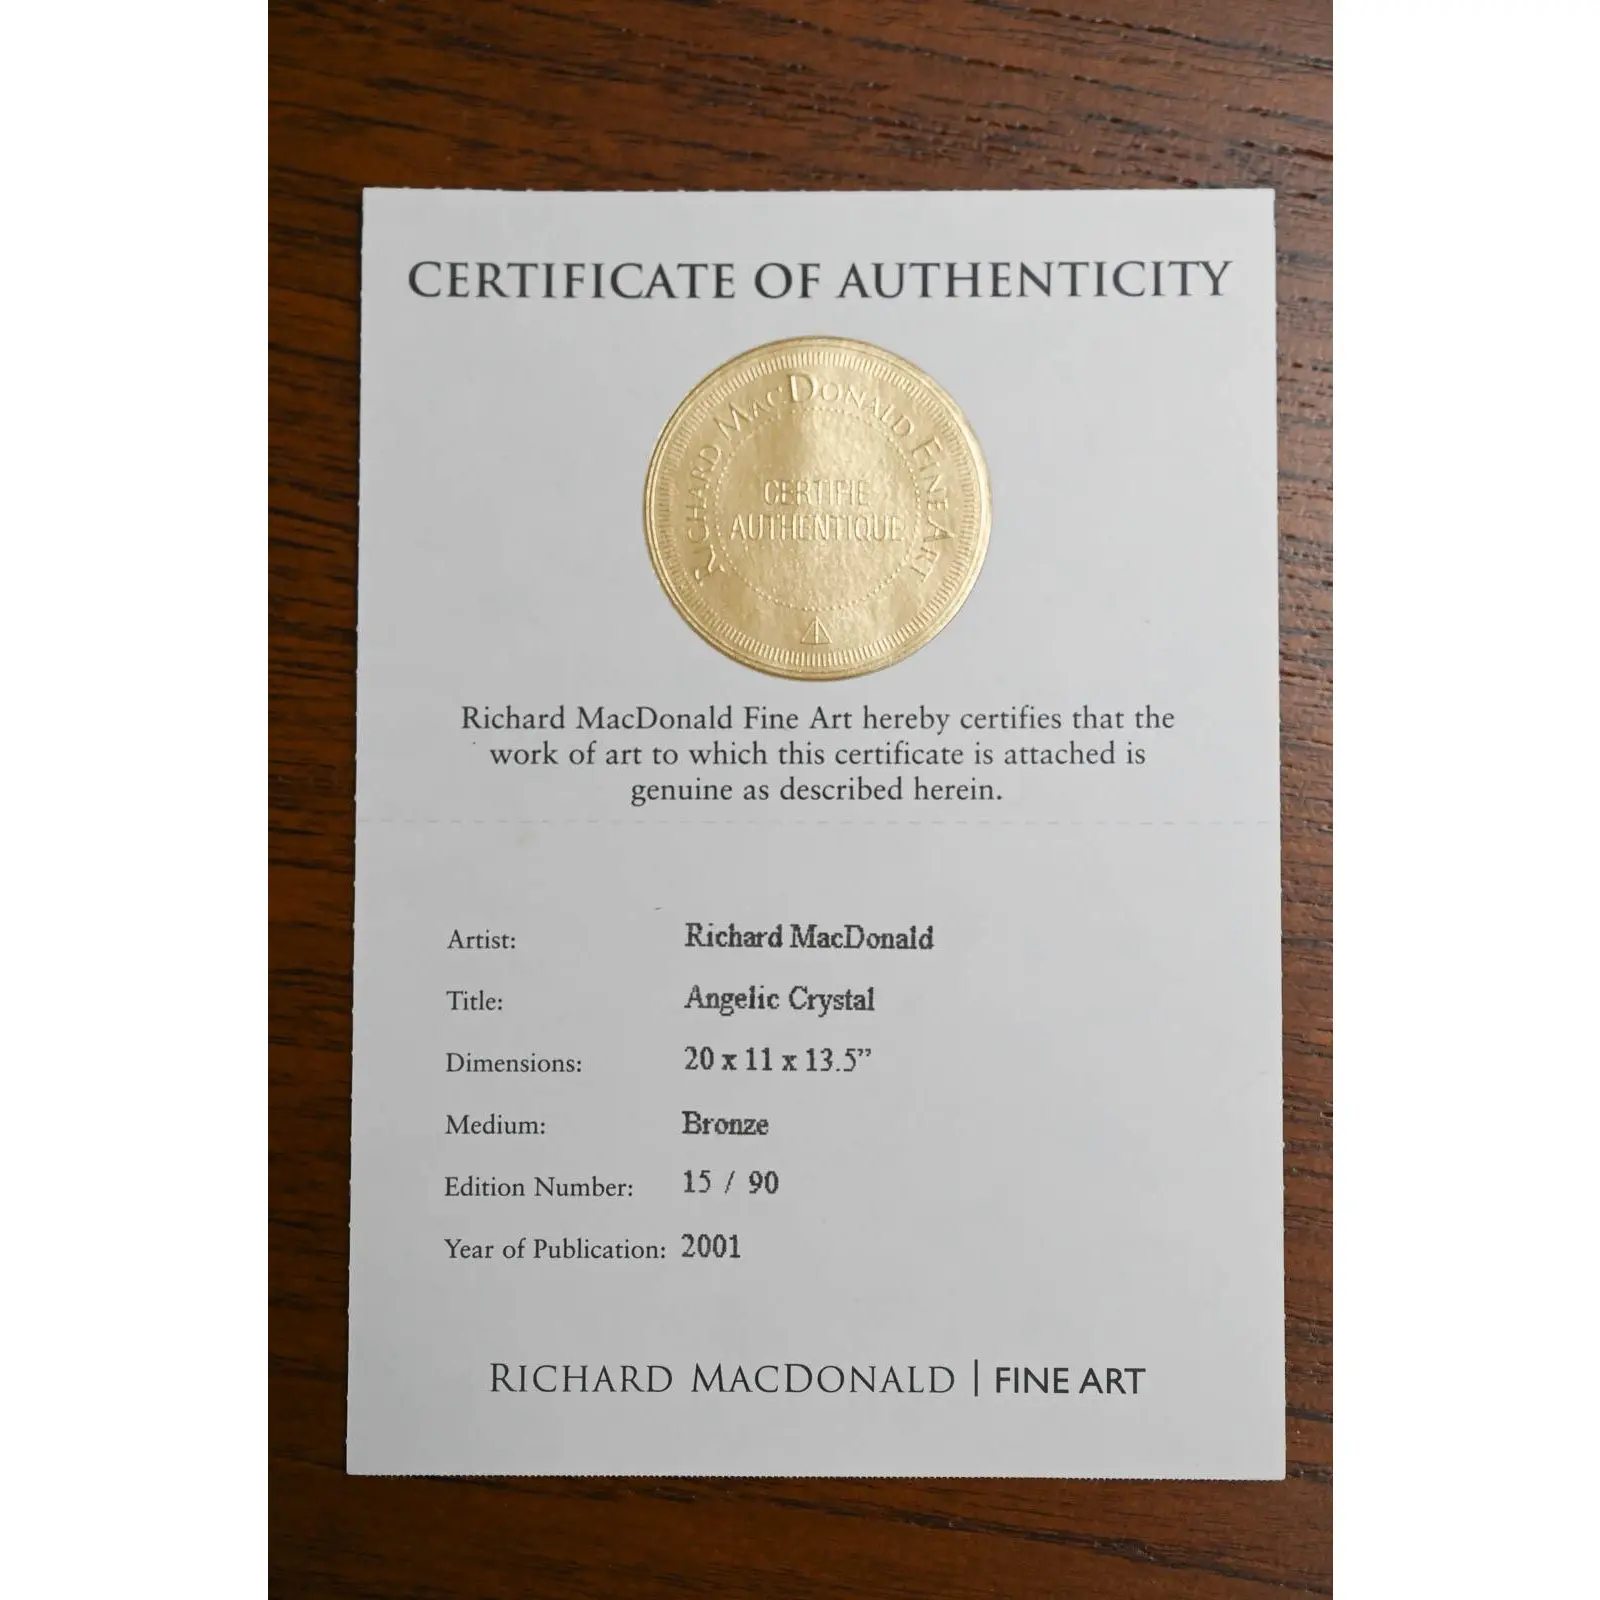 CERTIFICATE OF AUTHENTICITY
RICHARD MACDONALD FINE ART
CERTIFIE
AUTHENTIQUE
Richard MacDonald Fine Art hereby certifies that the
work of art to which this certificate is attached is
genuine as described herein.
Artist: Richard MacDonald
Title: Angelic Crystal
Dimensions: 20 x 11 x 13.5”
Medium: Bronze
Edition Number: 15 / 90
Year of Publication: 2001
RICHARD MACDONALD | FINE ART